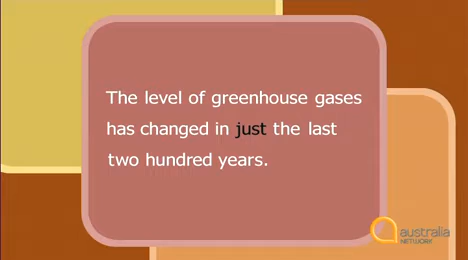 The level of greenhouse gases
has changed in just the last
two hundred years.
australia
NETWORK